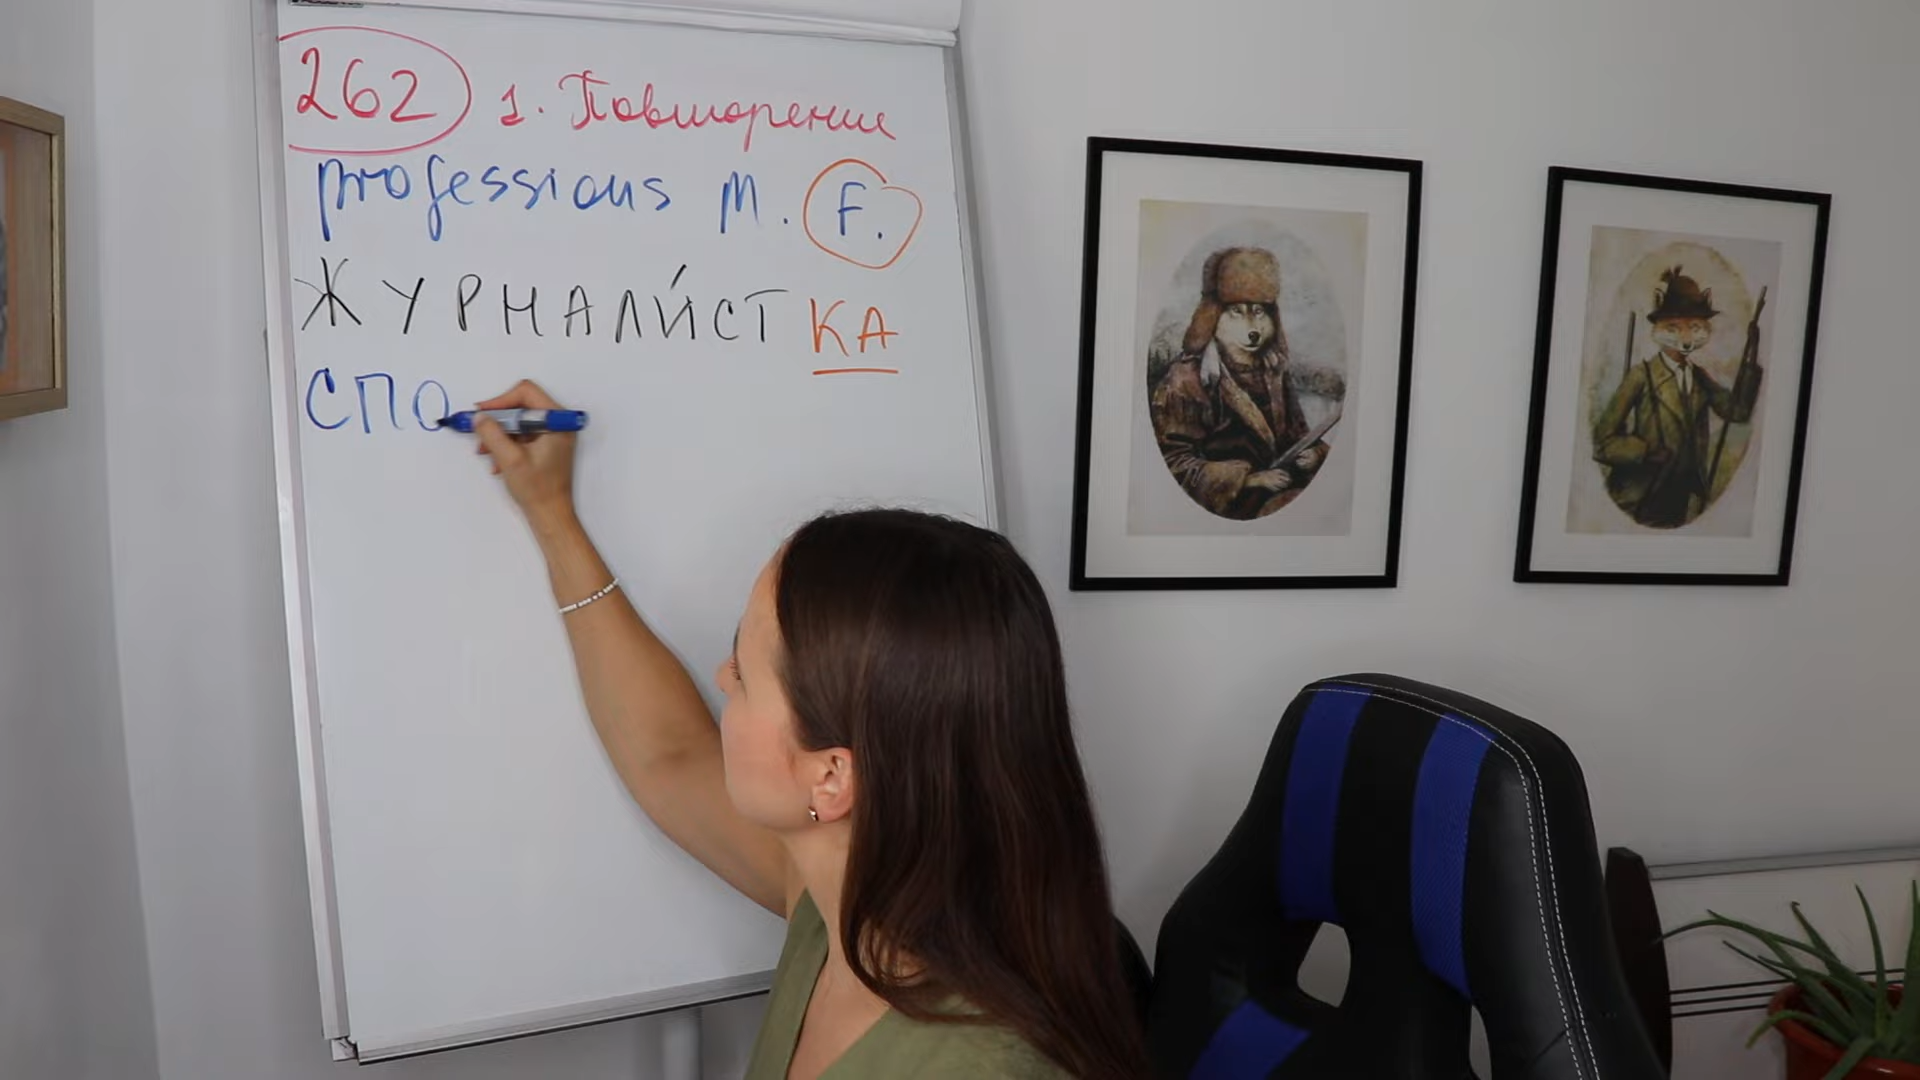 262 1. Повторение
professions M. F.
ЖУРНАЛИ́СТКА
СПО